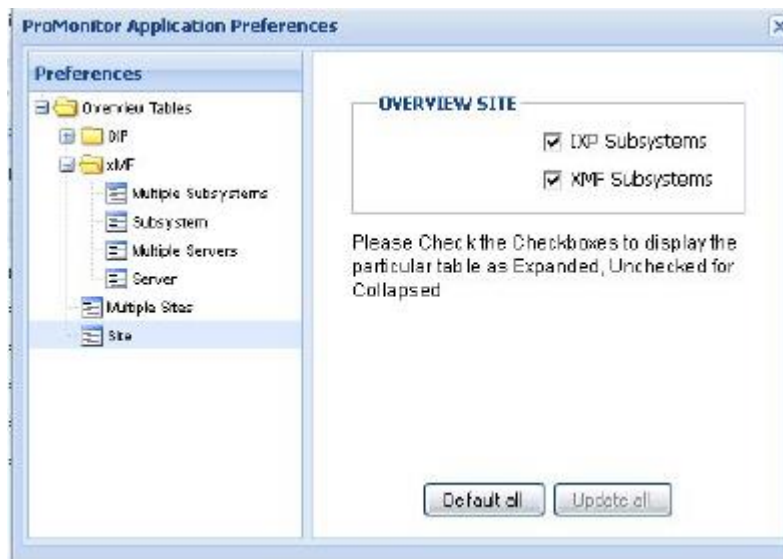 ProMonitor Application Preferences
Preferences
Overview Tables
xMF
Multiple Subsystems
Subsystem
Multiple Servers
Server
Multiple Sites
Site
OVERVIEW SITE
IXP Subsystems
XMF Subsystems
Please Check the Checkboxes to display the
particular table as Expanded, Unchecked for
Collapsed
Default all
Update all